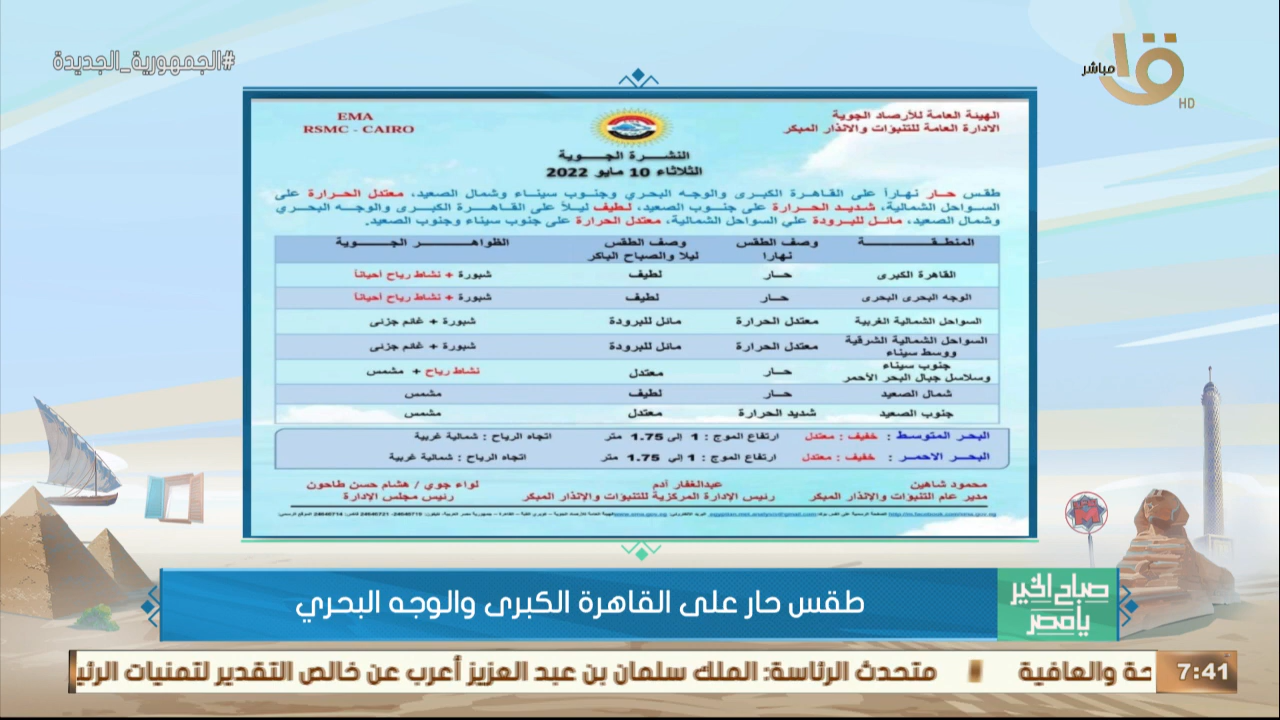 #الجمهورية_الجديدة
مباشر
HD
الهيئة العامة للأرصاد الجوية
الادارة العامة للتنبؤات والانذار المبكر
EMA
RSMC - CAIRO
النشرة الجوية
الثلاثاء 10 مايو 2022
طقس حار نهاراً على القاهرة الكبرى والوجه البحري وجنوب سيناء وشمال الصعيد، معتدل الحرارة على
السواحل الشمالية، شديد الحرارة على جنوب الصعيد، لطيف ليلاً على القاهرة الكبرى والوجه البحري
وشمال الصعيد، مائل للبرودة علي السواحل الشمالية، معتدل الحرارة على جنوب سيناء وجنوب الصعيد.
المنطقة وصف الطقس نهارا وصف الطقس ليلا والصباح الباكر الظواهر الجوية
القاهرة الكبرى حار لطيف شبورة + نشاط رياح أحياناً
الوجه البحرى البحرى حار لطيف شبورة + نشاط رياح أحياناً
السواحل الشمالية الغربية معتدل الحرارة مائل للبرودة شبورة + غائم جزئى
السواحل الشمالية الشرقية ووسط سيناء معتدل الحرارة مائل للبرودة شبورة + غائم جزئى
جنوب سيناء وسلاسل جبال البحر الأحمر حار معتدل نشاط رياح + مشمس
شمال الصعيد حار لطيف مشمس
جنوب الصعيد شديد الحرارة معتدل مشمس
البحر المتوسط : خفيف : معتدل ارتفاع الموج : 1 إلى 1.75 متر اتجاه الرياح : شمالية غربية
البحر الاحمر : خفيف : معتدل ارتفاع الموج : 1 إلى 1.75 متر اتجاه الرياح : شمالية غربية
محمود شاهين عبدالغفار أدم لواء جوي / هشام حسن طاحون
مدير عام التنبؤات والإنذار المبكر رئيس الإدارة المركزية للتنبؤات والإنذار المبكر رئيس مجلس الإدارة
صباح الخير
يا مصر
طقس حار على القاهرة الكبرى والوجه البحري
حة والعافية متحدث الرئاسة: الملك سلمان بن عبد العزيز أعرب عن خالص التقدير لتمنيات الرئي
7:41